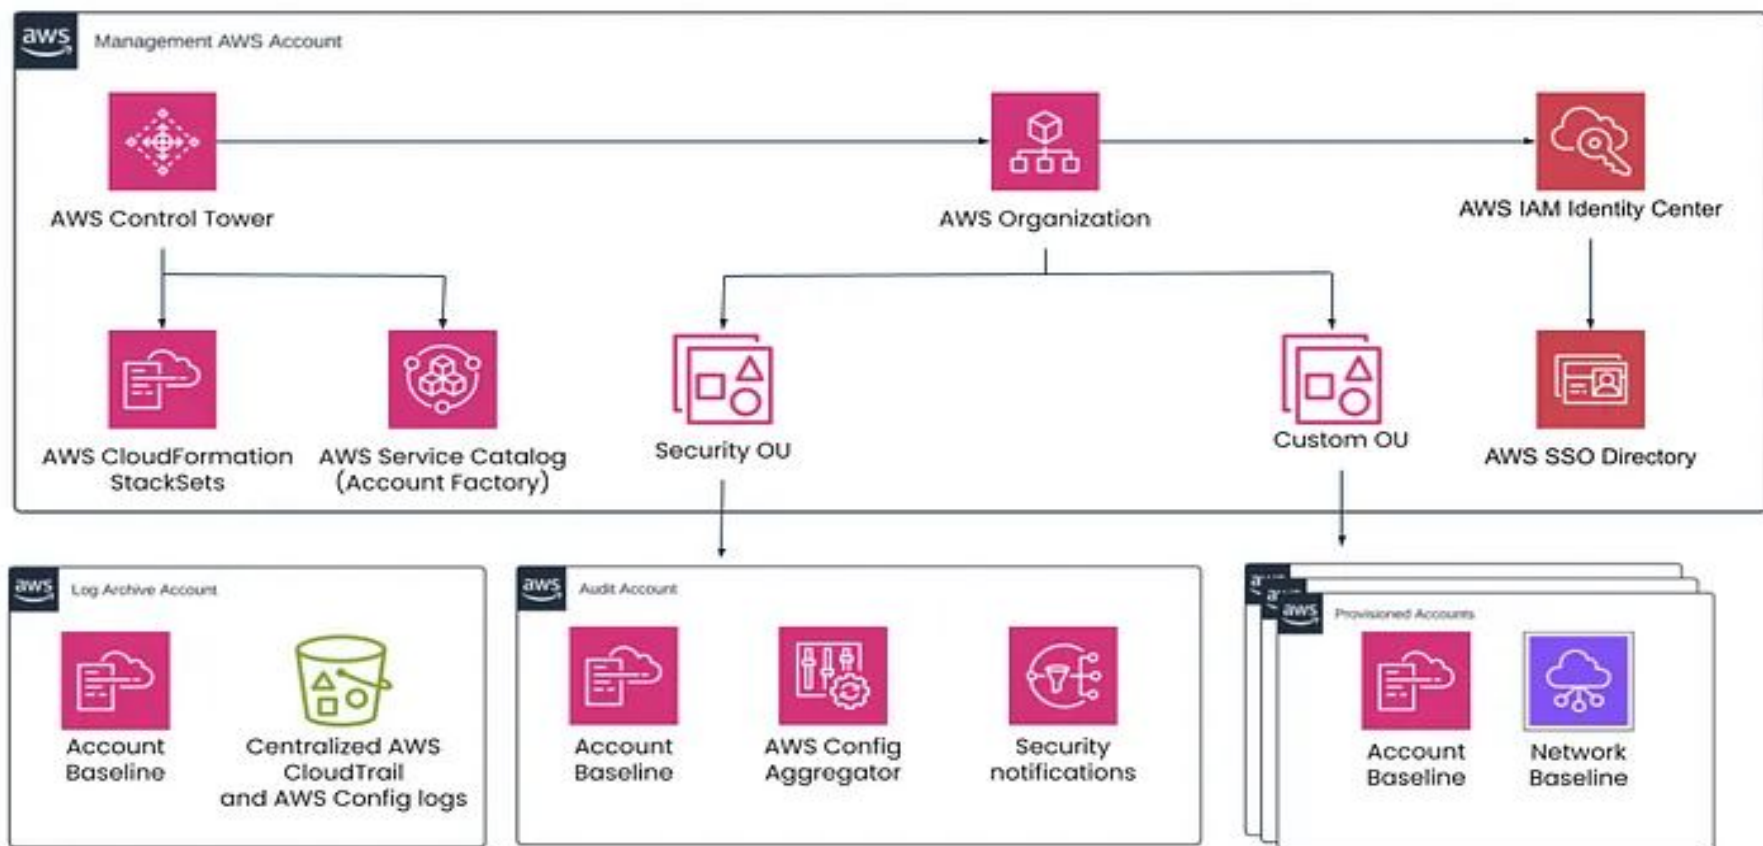 aws
Management AWS Account
AWS Control Tower
AWS Organization
AWS IAM Identity Center
AWS CloudFormation
StackSets
AWS Service Catalog
(Account Factory)
Security OU
Custom OU
AWS SSO Directory
aws
Log Archive Account
Account
Baseline
Centralized AWS
CloudTrail
and AWS Config logs
aws
Audit Account
Account
Baseline
AWS Config
Aggregator
Security
notifications
aws
Provisioned Accounts
Account
Baseline
Network
Baseline